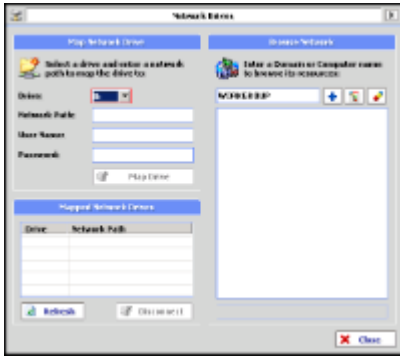 Network Drives
Map Network Drive
Select a drive and enter a network
path to map the drive to:
Drive:
Network Path:
User Name:
Password:
Map Drive
Mapped Network Drives
Drive Network Path
Refresh
Disconnect
Browse Network
Enter a Domain or Computer name
to browse its resources:
WORKGROUP
Close